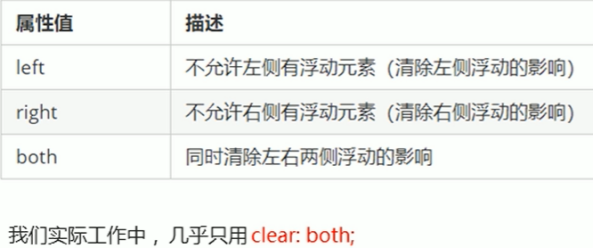 属性值 描述
left 不允许左侧有浮动元素（清除左侧浮动的影响）
right 不允许右侧有浮动元素（清除右侧浮动的影响）
both 同时清除左右两侧浮动的影响
我们实际工作中，几乎只用 clear: both;